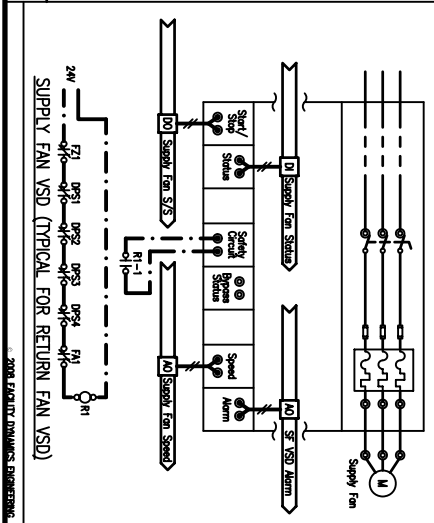 Supply Fan
M
DI
Supply Fan Status
AO
SF VSD Alarm
Start/
Stop
Status
Safety
Circuit
Bypass
Status
Speed
Alarm
DO
Supply Fan S/S
R1-1
AO
Supply Fan Speed
24V
FZ1
DPS1
DPS2
DPS3
DPS4
FA1
R1
SUPPLY FAN VSD (TYPICAL FOR RETURN FAN VSD)
© 2008 FACILITY DYNAMICS ENGINEERING